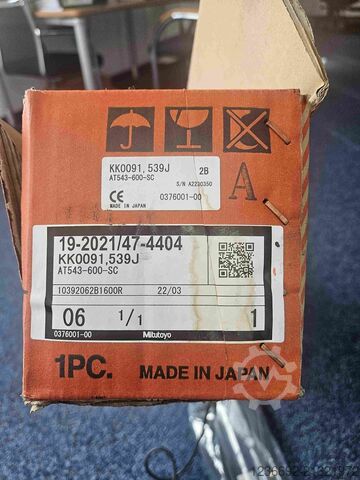 KK0091,539J 2B
AT543-600-SC
S/N A2230350
CE
MADE IN JAPAN 0376001-00
A
19-2021/47-4404
KK0091,539J
AT543-600-SC
10392062B1600R 22/03
06 1/1 1
0376001-00 Mitutoyo
1PC. MADE IN JAPAN